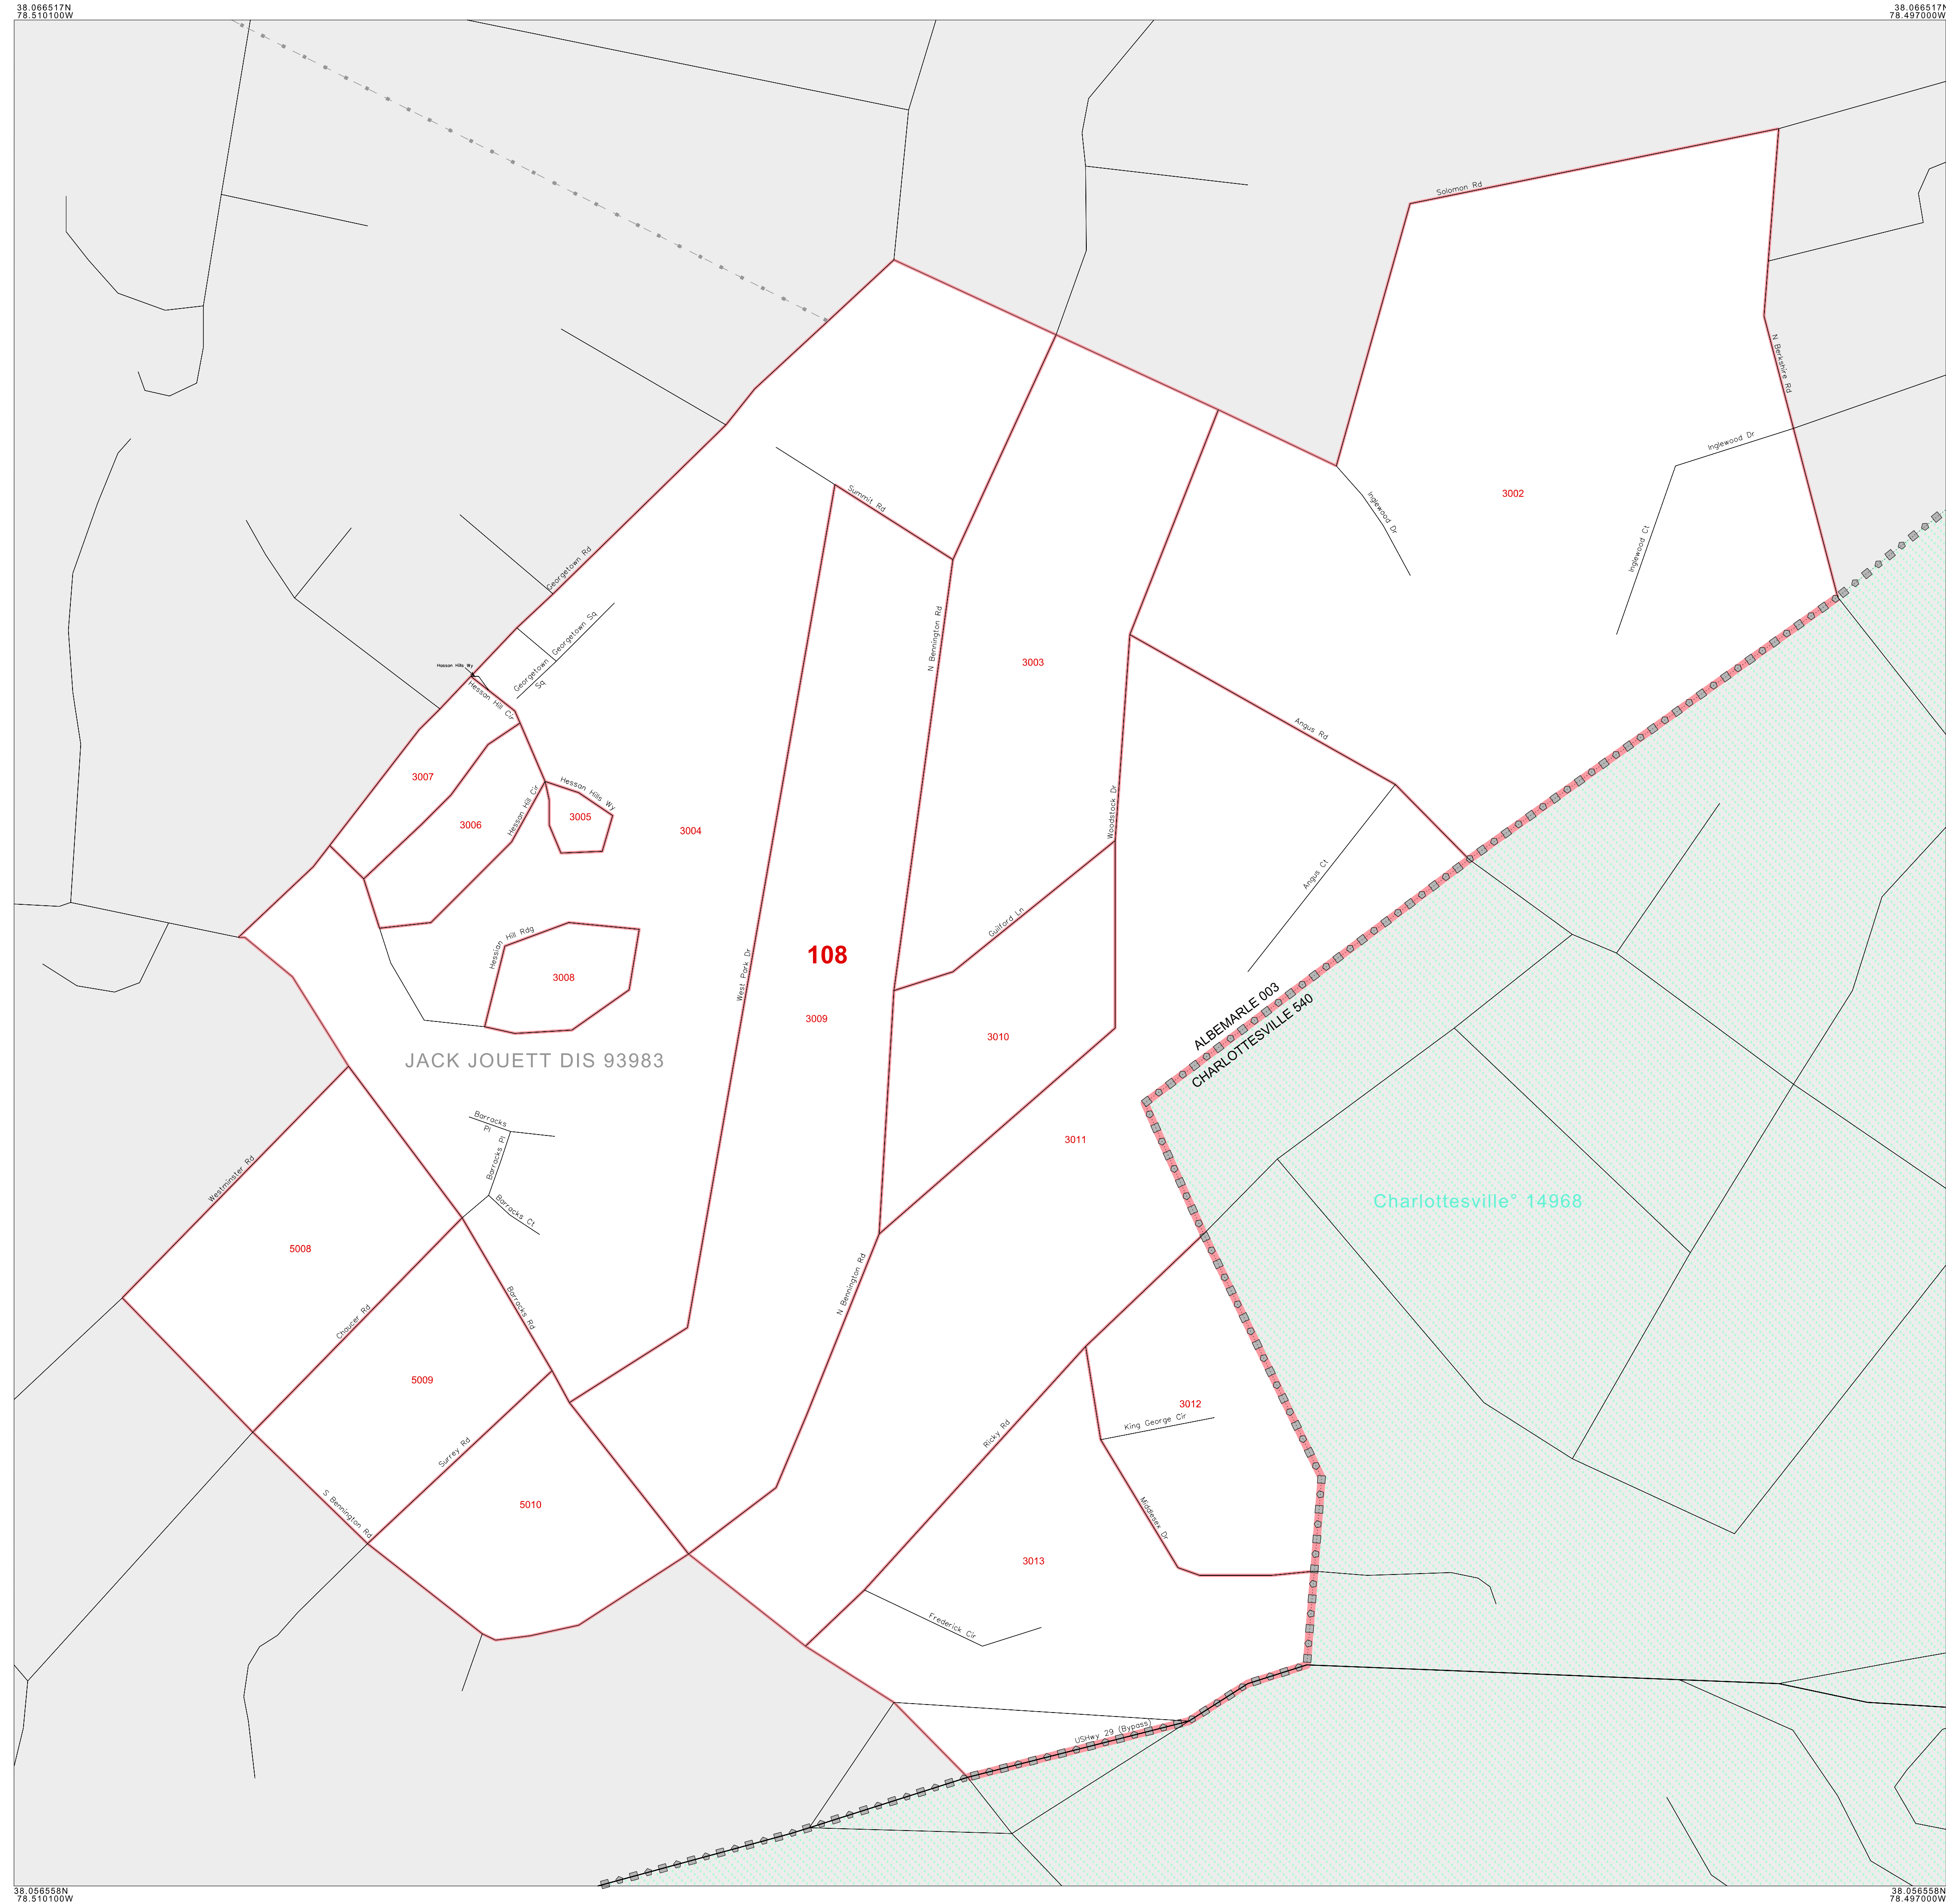 38.066517N
78.510100W
38.066517N
78.497000W
Solomon Rd
N Berkshire Rd
Inglewood Dr
Inglewood Dr
Inglewood Ct
3002
Summit Rd
Georgetown Rd
Georgetown Sq
Georgetown
Sq
Hessan Hills Wy
Hessan Hill Cir
N Bennington Rd
3003
Angus Rd
3007
Hessan Hills Wy
Hessan Hill Cir
3005
3006
3004
Woodstock Dr
Angus Ct
Guilford Ln
Hessian Hill Rdg
3008
West Park Dr
108
3009
3010
ALBEMARLE 003
CHARLOTTESVILLE 540
JACK JOUETT DIS 93983
Barracks
Pl
Barracks Pl
Barracks Ct
3011
Westminster Rd
Charlottesville° 14968
5008
N Bennington Rd
Chaucer Rd
Barracks Rd
5009
3012
King George Cir
Ricky Rd
Surrey Rd
5010
S Bennington Rd
Middlesex Dr
3013
Frederick Cir
USHwy 29 (Bypass)
38.056558N
78.510100W
38.056558N
78.497000W